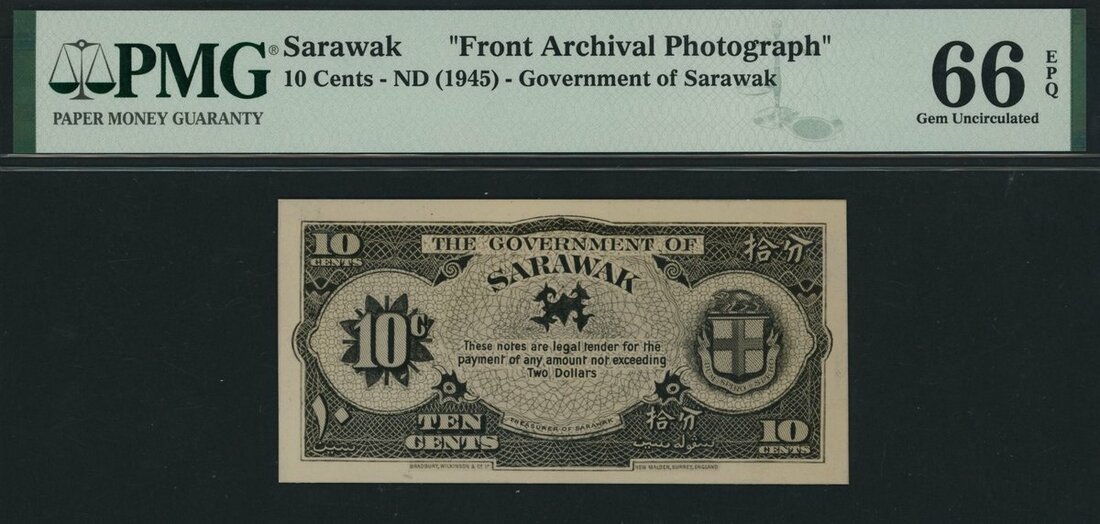 PMG® Sarawak "Front Archival Photograph"
10 Cents - ND (1945) - Government of Sarawak
PAPER MONEY GUARANTY
66 EPQ
Gem Uncirculated
10 CENTS
THE GOVERNMENT OF
SARAWAK
拾分
10 C
These notes are legal tender for the
payment of any amount not exceeding
Two Dollars
TREASURER OF SARAWAK
١٠
TEN
CENTS
拾分
10
CENTS
BRADBURY, WILKINSON & Cº Lᵈ
NEW MALDEN, SURREY, ENGLAND